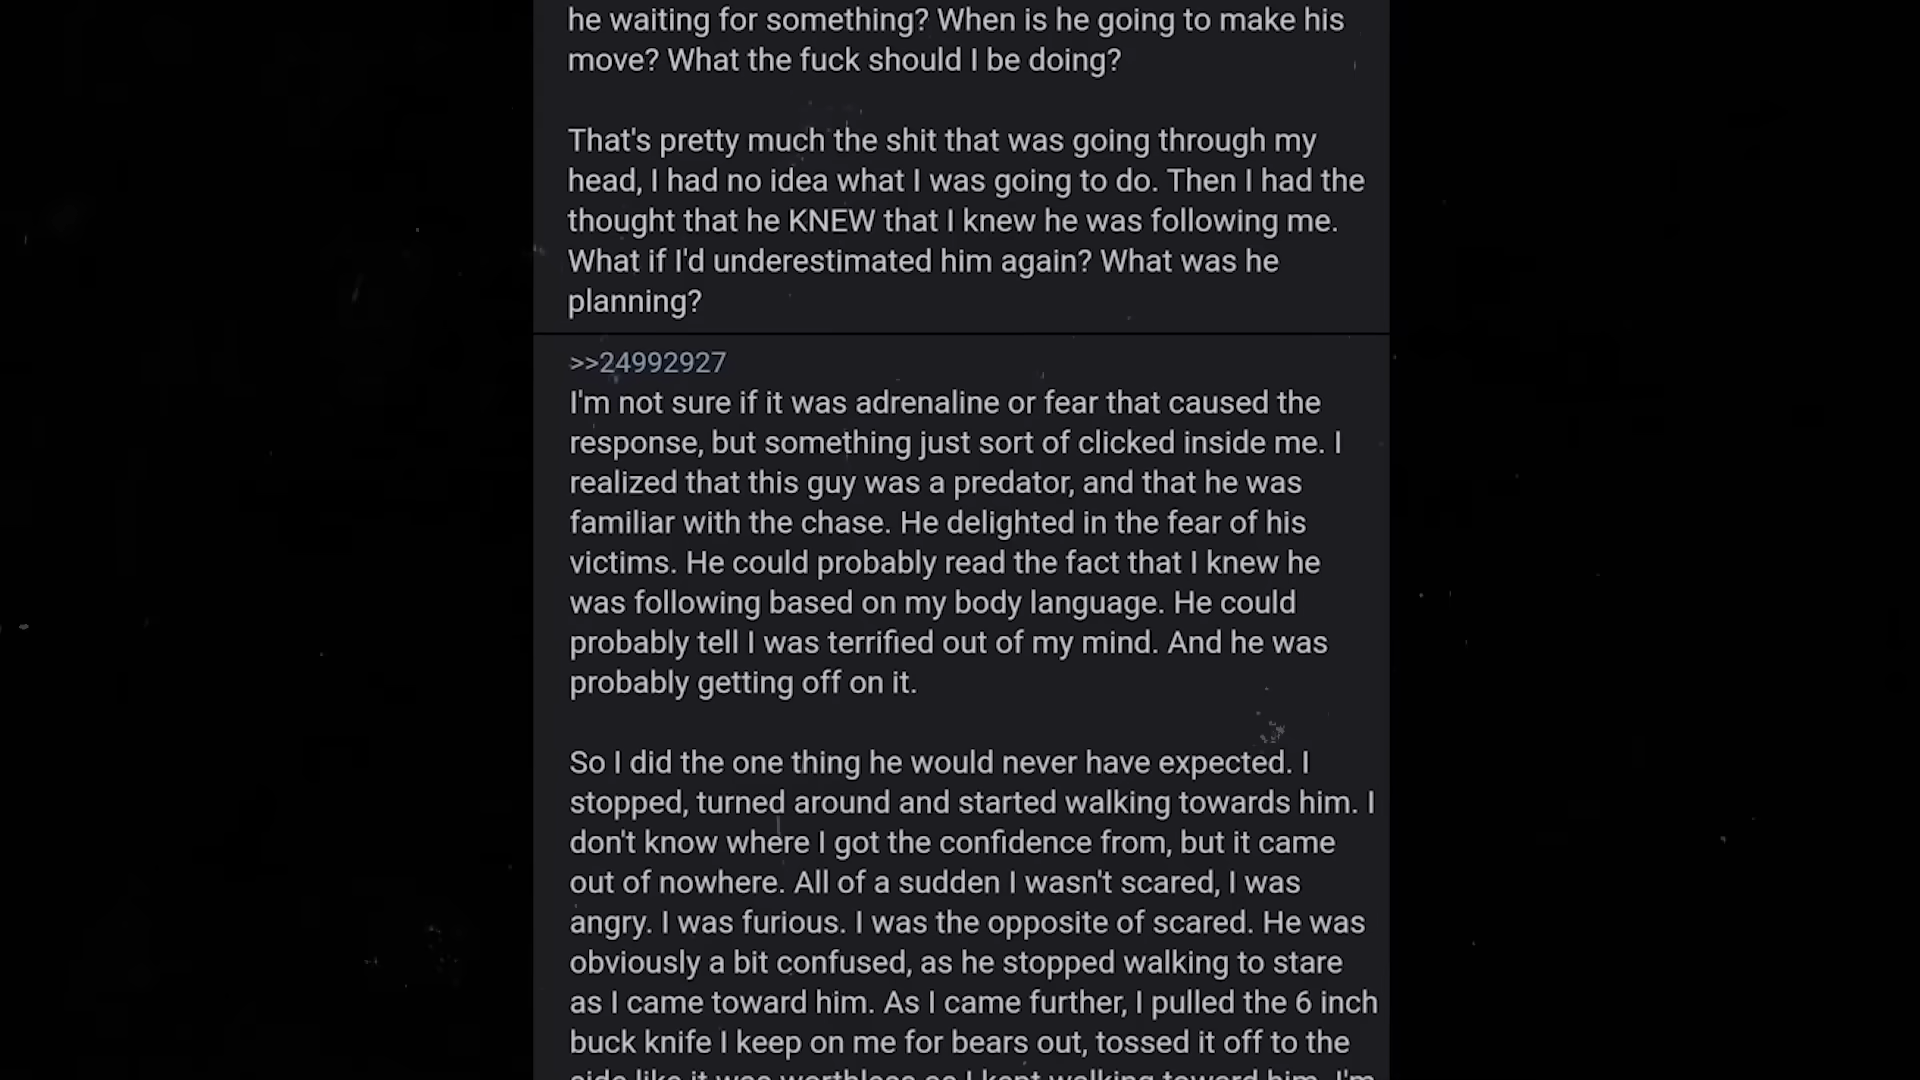 he waiting for something? When is he going to make his
move? What the fuck should I be doing?
That's pretty much the shit that was going through my
head, I had no idea what I was going to do. Then I had the
thought that he KNEW that I knew he was following me.
What if I'd underestimated him again? What was he
planning?
>>24992927
I'm not sure if it was adrenaline or fear that caused the
response, but something just sort of clicked inside me. I
realized that this guy was a predator, and that he was
familiar with the chase. He delighted in the fear of his
victims. He could probably read the fact that I knew he
was following based on my body language. He could
probably tell I was terrified out of my mind. And he was
probably getting off on it.
So I did the one thing he would never have expected. I
stopped, turned around and started walking towards him. I
don't know where I got the confidence from, but it came
out of nowhere. All of a sudden I wasn't scared, I was
angry. I was furious. I was the opposite of scared. He was
obviously a bit confused, as he stopped walking to stare
as I came toward him. As I came further, I pulled the 6 inch
buck knife I keep on me for bears out, tossed it off to the
side like it was worthless as I kept walking toward him. I'm